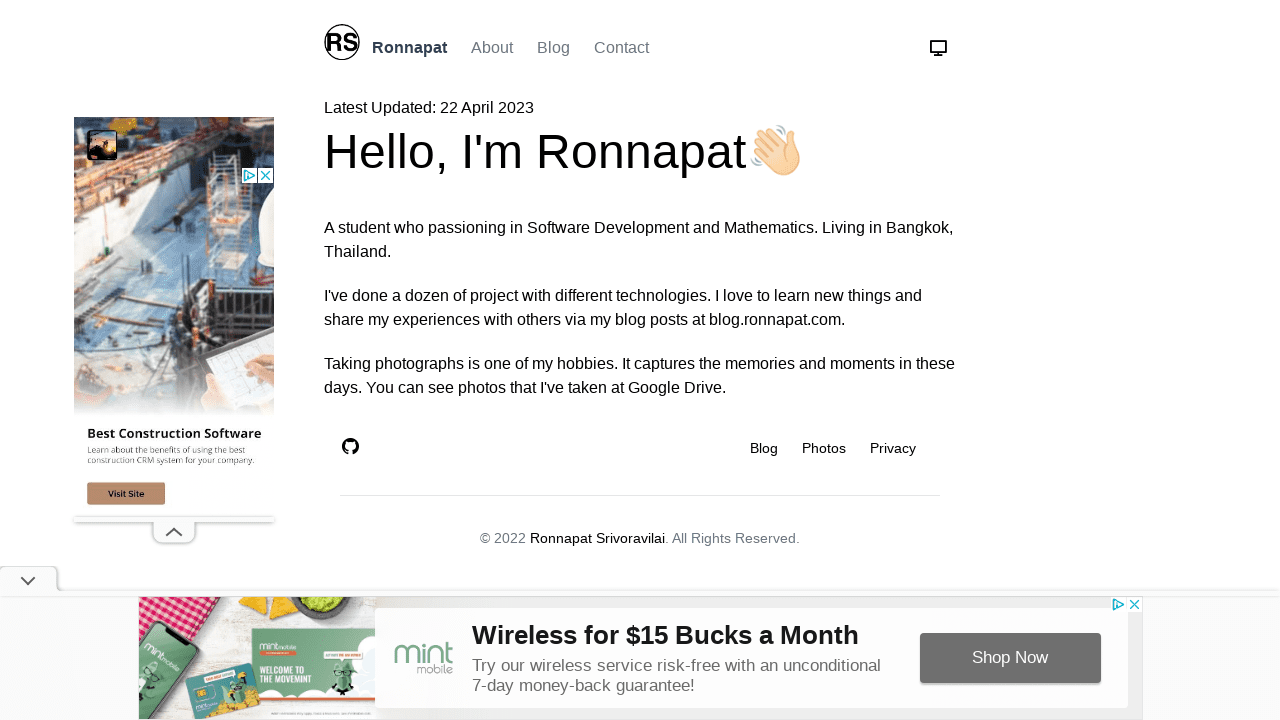 RS
Ronnapat About Blog Contact
Latest Updated: 22 April 2023
Hello, I'm Ronnapat👋🏼
A student who passioning in Software Development and Mathematics. Living in Bangkok,
Thailand.
I've done a dozen of project with different technologies. I love to learn new things and
share my experiences with others via my blog posts at blog.ronnapat.com.
Taking photographs is one of my hobbies. It captures the memories and moments in these
days. You can see photos that I've taken at Google Drive.
Blog Photos Privacy
© 2022 Ronnapat Srivoravilai. All Rights Reserved.
Best Construction Software
Learn about the benefits of using the best
construction CRM system for your company.
Visit Site
mintmobile
WELCOME TO
THE MOVEMINT
mint
mobile
Wireless for $15 Bucks a Month
Try our wireless service risk-free with an unconditional
7-day money-back guarantee!
Shop Now